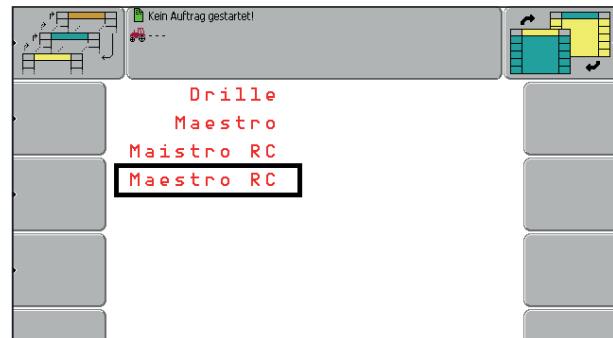 Kein Auftrag gestartet!
---
Drille
Maestro
Maistro RC
Maestro RC